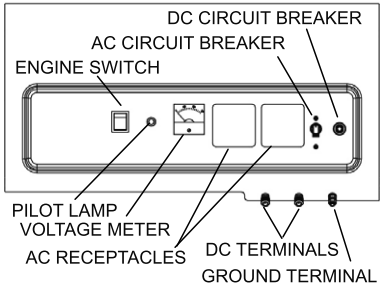 DC CIRCUIT BREAKER
AC CIRCUIT BREAKER
ENGINE SWITCH
PILOT LAMP
VOLTAGE METER
AC RECEPTACLES
DC TERMINALS
GROUND TERMINAL